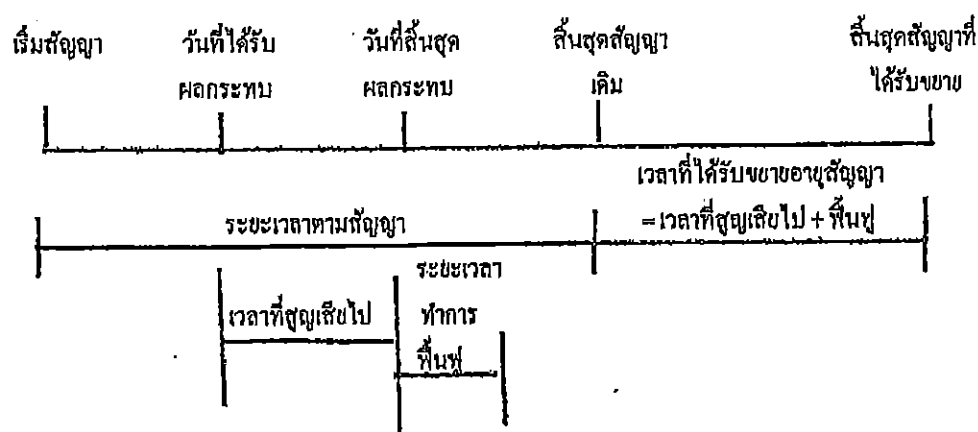 เริ่มสัญญา
วันที่ได้รับ
ผลกระทบ
วันที่สิ้นสุด
ผลกระทบ
สิ้นสุดสัญญา
เดิม
สิ้นสุดสัญญาที่
ได้รับขยาย
เวลาที่ได้รับขยายอายุสัญญา
=เวลาที่สูญเสียไป + ฟื้นฟู
ระยะเวลาตามสัญญา
เวลาที่สูญเสียไป
ระยะเวลา
ทำการ
ฟื้นฟู